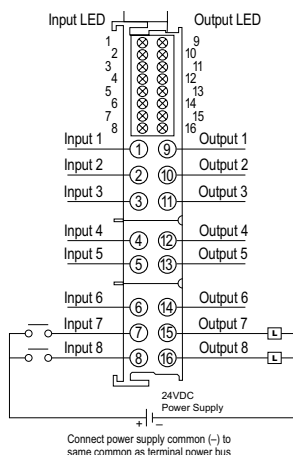 Input LED Output LED
1 9
2 10
3 11
4 12
5 13
6 14
7 15
8 16
Input 1 1 9 Output 1
Input 2 2 10 Output 2
Input 3 3 11 Output 3
Input 4 4 12 Output 4
Input 5 5 13 Output 5
Input 6 6 14 Output 6
Input 7 7 15 Output 7 L
Input 8 8 16 Output 8 L
24VDC
Power Supply
+ –
Connect power supply common (–) to
same common as terminal power bus